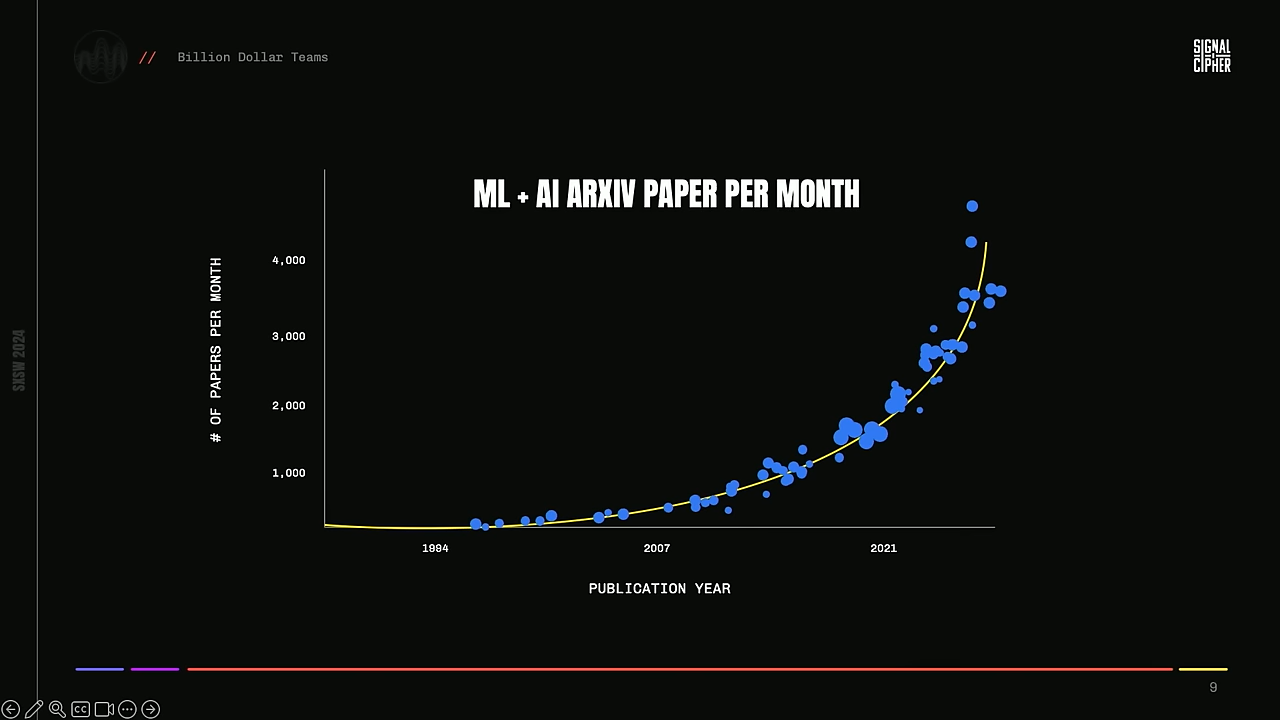 // Billion Dollar Teams
SIGNAL
CIPHER
SXSW 2024
ML + AI ARXIV PAPER PER MONTH
# OF PAPERS PER MONTH
4,000
3,000
2,000
1,000
1994
2007
2021
PUBLICATION YEAR
9
CC